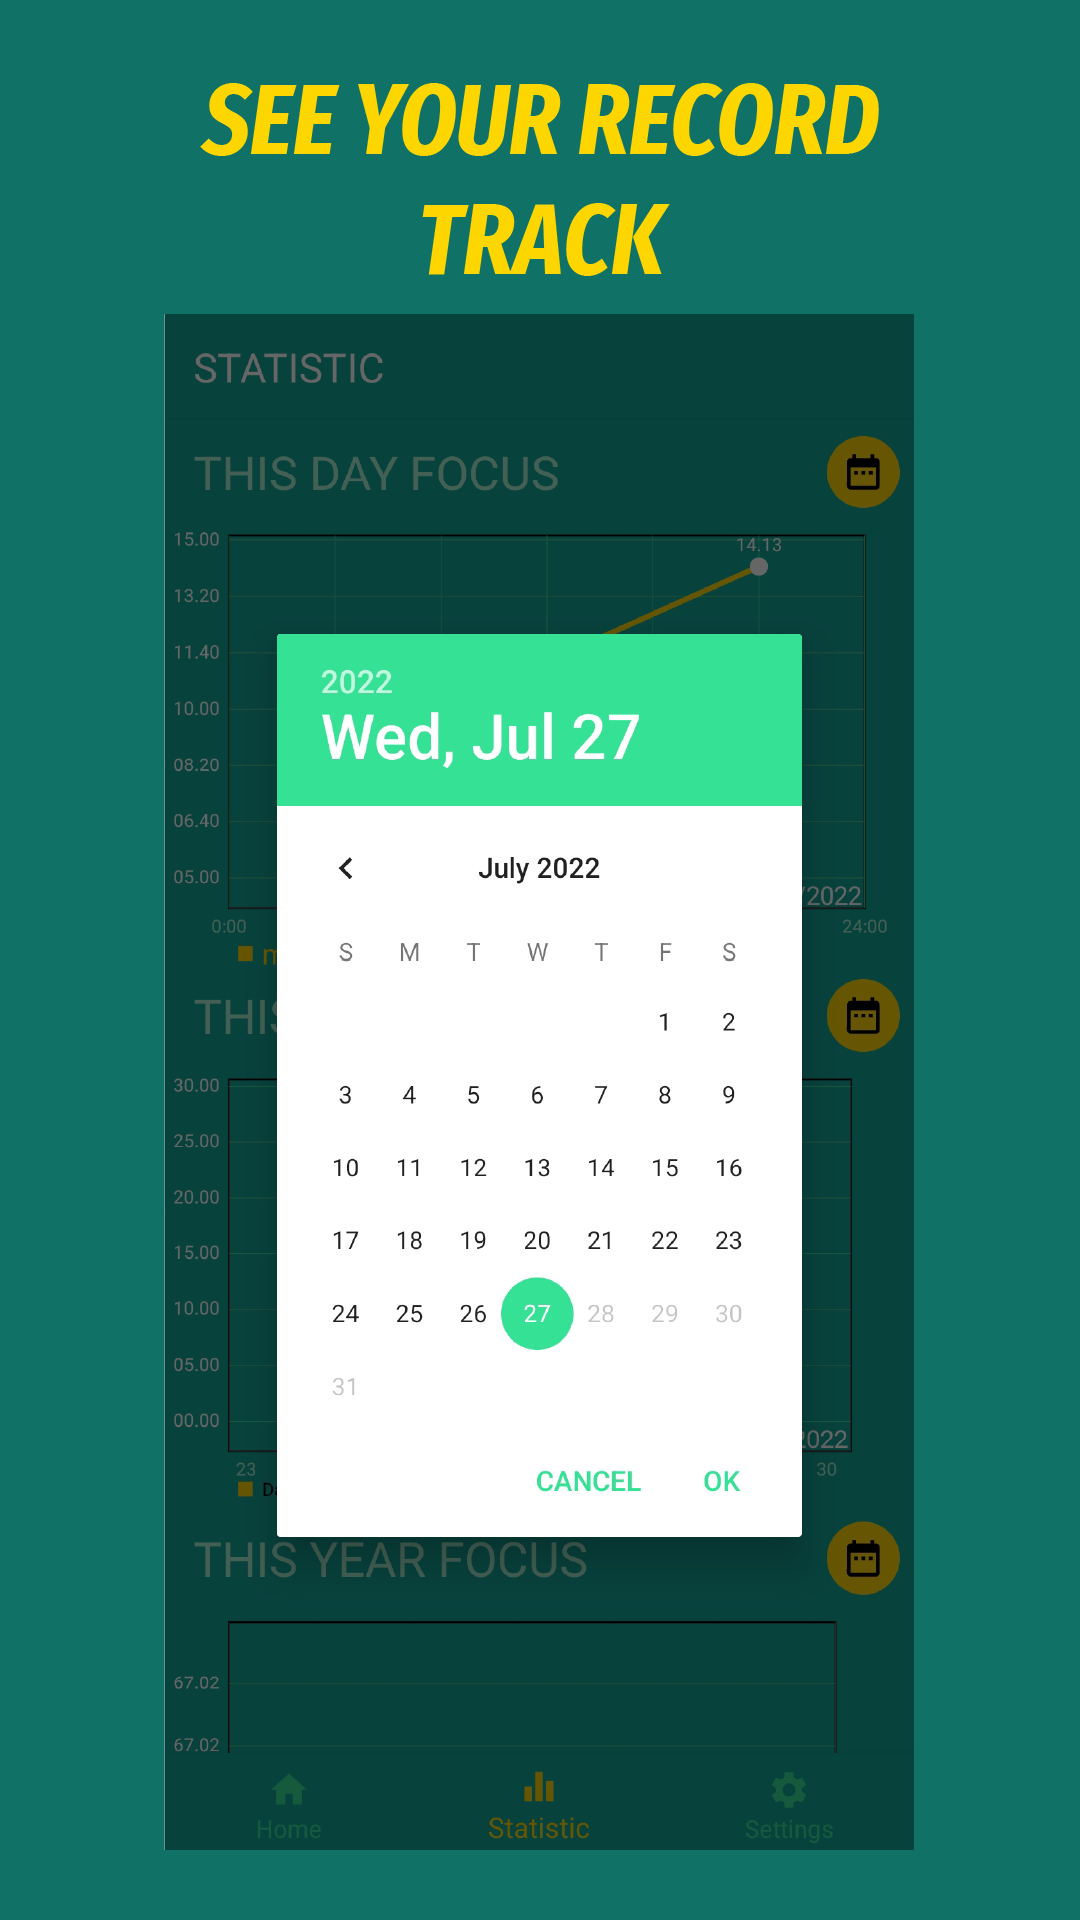 SEE YOUR RECORD
TRACK
STATISTIC
THIS DAY FOCUS
15.00
14.13
13.20
11.40
10.00
08.20
06.40
05.00
/2022
0:00
24:00
2022
Wed, Jul 27
July 2022
S M T W T F S
1 2
3 4 5 6 7 8 9
10 11 12 13 14 15 16
17 18 19 20 21 22 23
24 25 26 27 28 29 30
31
CANCEL OK
30.00
25.00
20.00
15.00
10.00
05.00
00.00
2022
23
30
THIS YEAR FOCUS
67.02
67.02
Home Statistic Settings